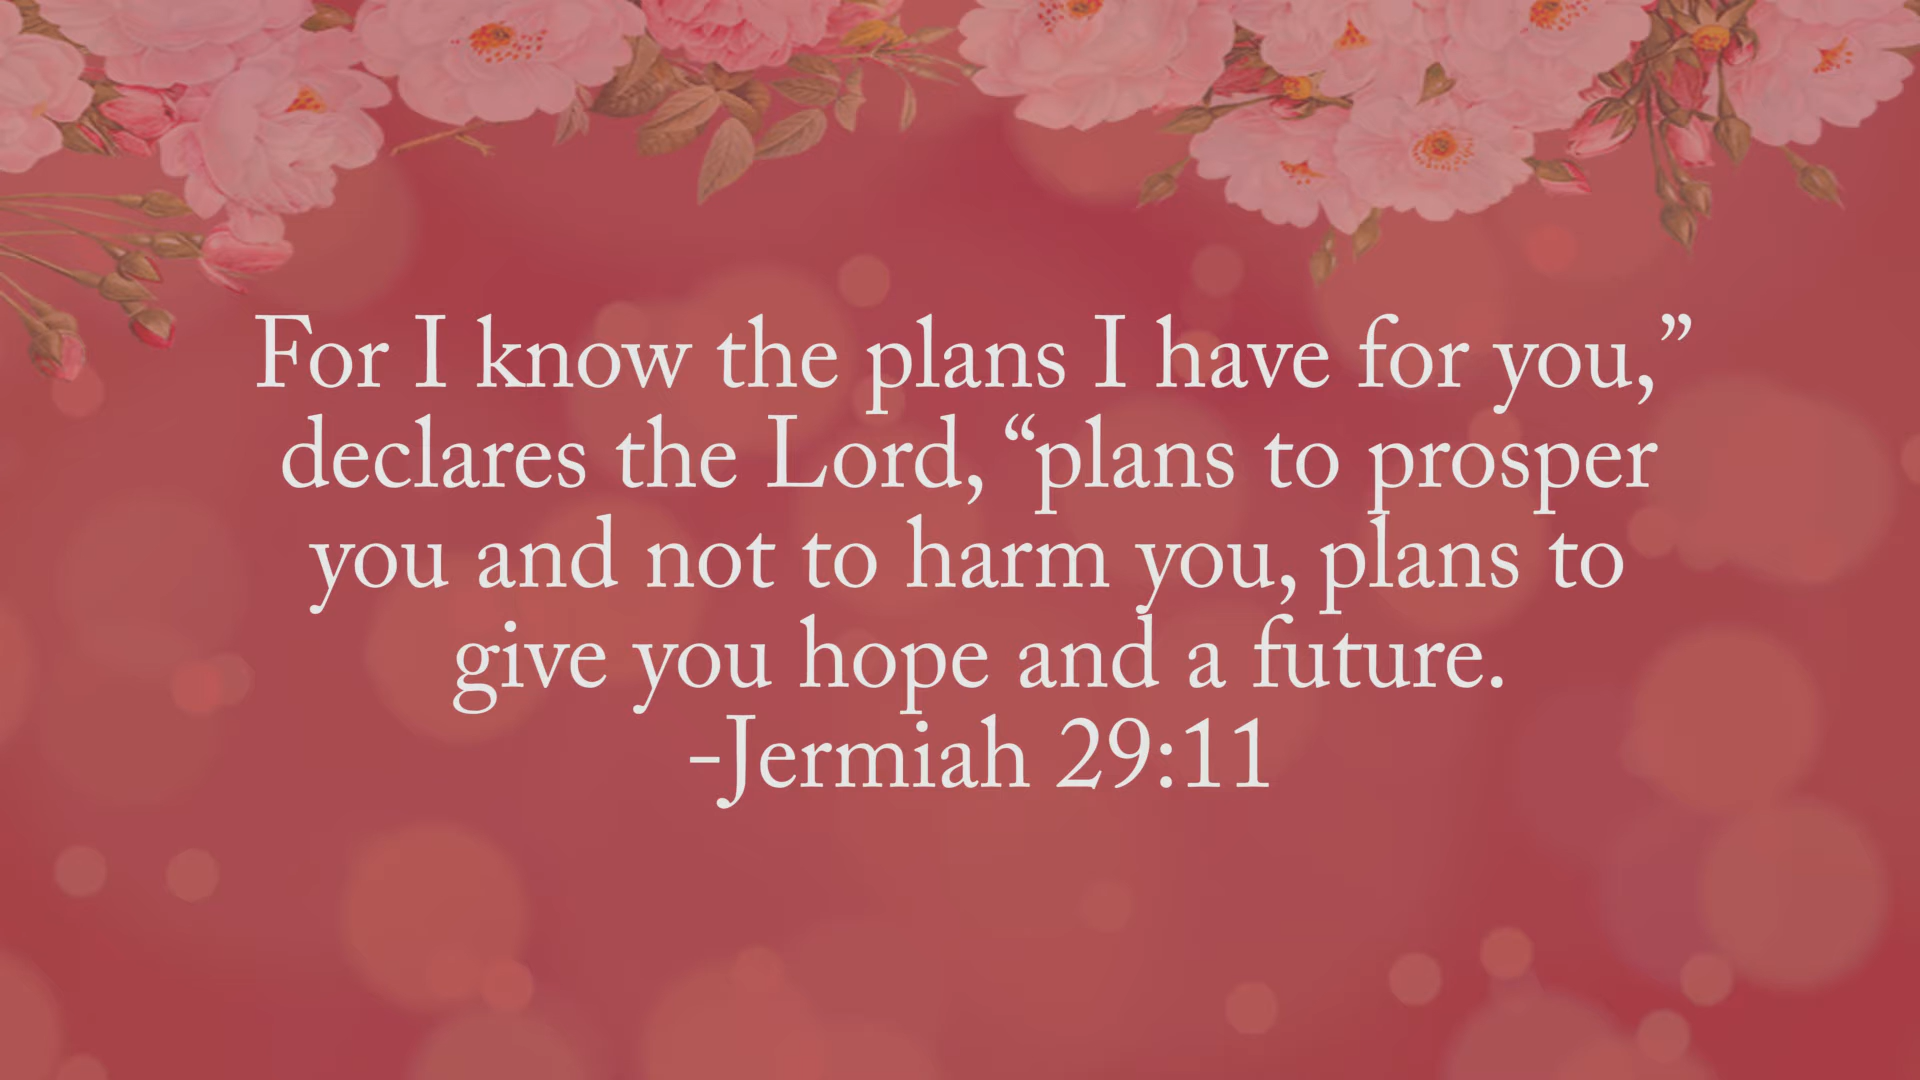 For I know the plans I have for you,”
declares the Lord, “plans to prosper
you and not to harm you, plans to
give you hope and a future.
-Jermiah 29:11